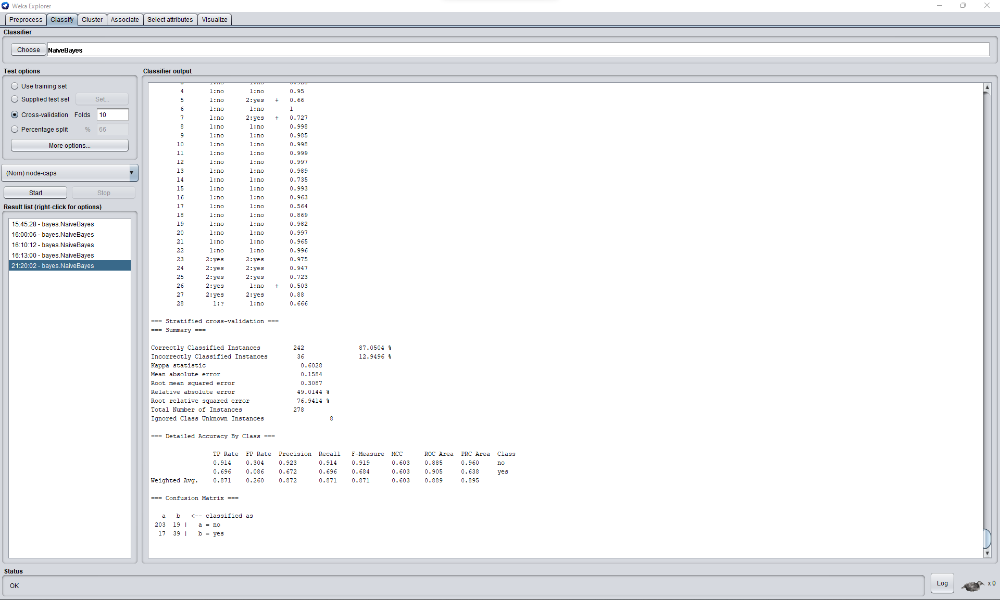 Weka Explorer
Preprocess Classify Cluster Associate Select attributes Visualize
Classifier
Choose NaiveBayes
Test options
Use training set
Supplied test set Set...
Cross-validation Folds 10
Percentage split % 66
More options...
(Nom) node-caps
Start Stop
Result list (right-click for options)
15:45:28 - bayes.NaiveBayes
16:00:06 - bayes.NaiveBayes
16:10:12 - bayes.NaiveBayes
16:13:00 - bayes.NaiveBayes
21:20:02 - bayes.NaiveBayes
Classifier output
4 1:no 1:no 0.95
5 1:no 2:yes + 0.66
6 1:no 1:no 1
7 1:no 2:yes + 0.727
8 1:no 1:no 0.998
9 1:no 1:no 0.985
10 1:no 1:no 0.998
11 1:no 1:no 0.999
12 1:no 1:no 0.997
13 1:no 1:no 0.989
14 1:no 1:no 0.735
15 1:no 1:no 0.993
16 1:no 1:no 0.963
17 1:no 1:no 0.564
18 1:no 1:no 0.869
19 1:no 1:no 0.982
20 1:no 1:no 0.997
21 1:no 1:no 0.965
22 1:no 1:no 0.996
23 2:yes 2:yes 0.975
24 2:yes 2:yes 0.947
25 2:yes 2:yes 0.723
26 2:yes 1:no + 0.503
27 2:yes 2:yes 0.88
28 1:? 1:no 0.666
=== Stratified cross-validation ===
=== Summary ===
Correctly Classified Instances 242 87.0504 %
Incorrectly Classified Instances 36 12.9496 %
Kappa statistic 0.6028
Mean absolute error 0.1584
Root mean squared error 0.3087
Relative absolute error 49.0144 %
Root relative squared error 76.9414 %
Total Number of Instances 278
Ignored Class Unknown Instances 8
=== Detailed Accuracy By Class ===
TP Rate FP Rate Precision Recall F-Measure MCC ROC Area PRC Area Class
0.914 0.304 0.923 0.914 0.919 0.603 0.885 0.960 no
0.696 0.086 0.672 0.696 0.684 0.603 0.905 0.638 yes
Weighted Avg. 0.871 0.260 0.872 0.871 0.871 0.603 0.889 0.895
=== Confusion Matrix ===
a b <-- classified as
203 19 | a = no
17 39 | b = yes
Status
OK
Log
x 0